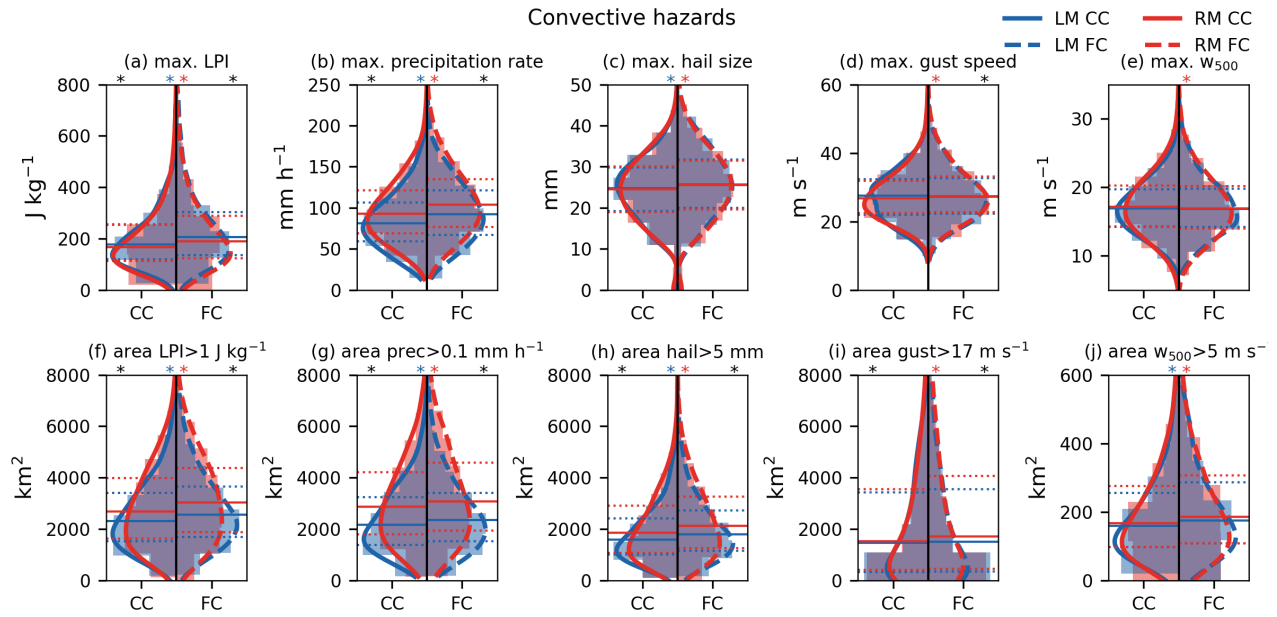 Convective hazards
LM CC RM CC
LM FC RM FC
(a) max. LPI (b) max. precipitation rate (c) max. hail size (d) max. gust speed (e) max. w₅₀₀
* * * * * * * * * * * * * *
J kg⁻¹
800
600
400
200
0
CC FC
mm h⁻¹
250
200
150
100
50
0
CC FC
mm
50
40
30
20
10
0
CC FC
m s⁻¹
60
40
20
0
CC FC
m s⁻¹
30
20
10
CC FC
(f) area LPI>1 J kg⁻¹ (g) area prec>0.1 mm h⁻¹ (h) area hail>5 mm (i) area gust>17 m s⁻¹ (j) area w₅₀₀>5 m s⁻
* * * * * * * * * * * * * * * * *
km²
8000
6000
4000
2000
0
CC FC
km²
8000
6000
4000
2000
0
CC FC
km²
8000
6000
4000
2000
0
CC FC
km²
8000
6000
4000
2000
0
CC FC
km²
600
400
200
0
CC FC